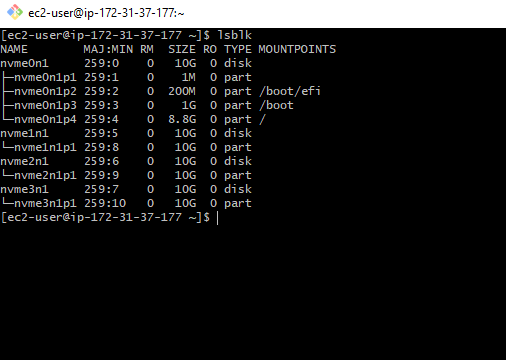 ec2-user@ip-172-31-37-177:~
[ec2-user@ip-172-31-37-177 ~]$ lsblk
NAME        MAJ:MIN RM  SIZE RO TYPE MOUNTPOINTS
nvme0n1     259:0    0   10G  0 disk
├─nvme0n1p1 259:1    0    1M  0 part
├─nvme0n1p2 259:2    0  200M  0 part /boot/efi
├─nvme0n1p3 259:3    0    1G  0 part /boot
└─nvme0n1p4 259:4    0  8.8G  0 part /
nvme1n1     259:5    0   10G  0 disk
└─nvme1n1p1 259:8    0   10G  0 part
nvme2n1     259:6    0   10G  0 disk
└─nvme2n1p1 259:9    0   10G  0 part
nvme3n1     259:7    0   10G  0 disk
└─nvme3n1p1 259:10   0   10G  0 part
[ec2-user@ip-172-31-37-177 ~]$